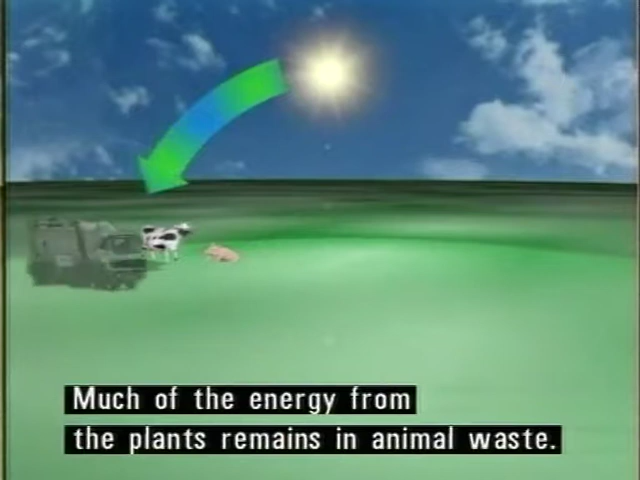 Much of the energy from
the plants remains in animal waste.